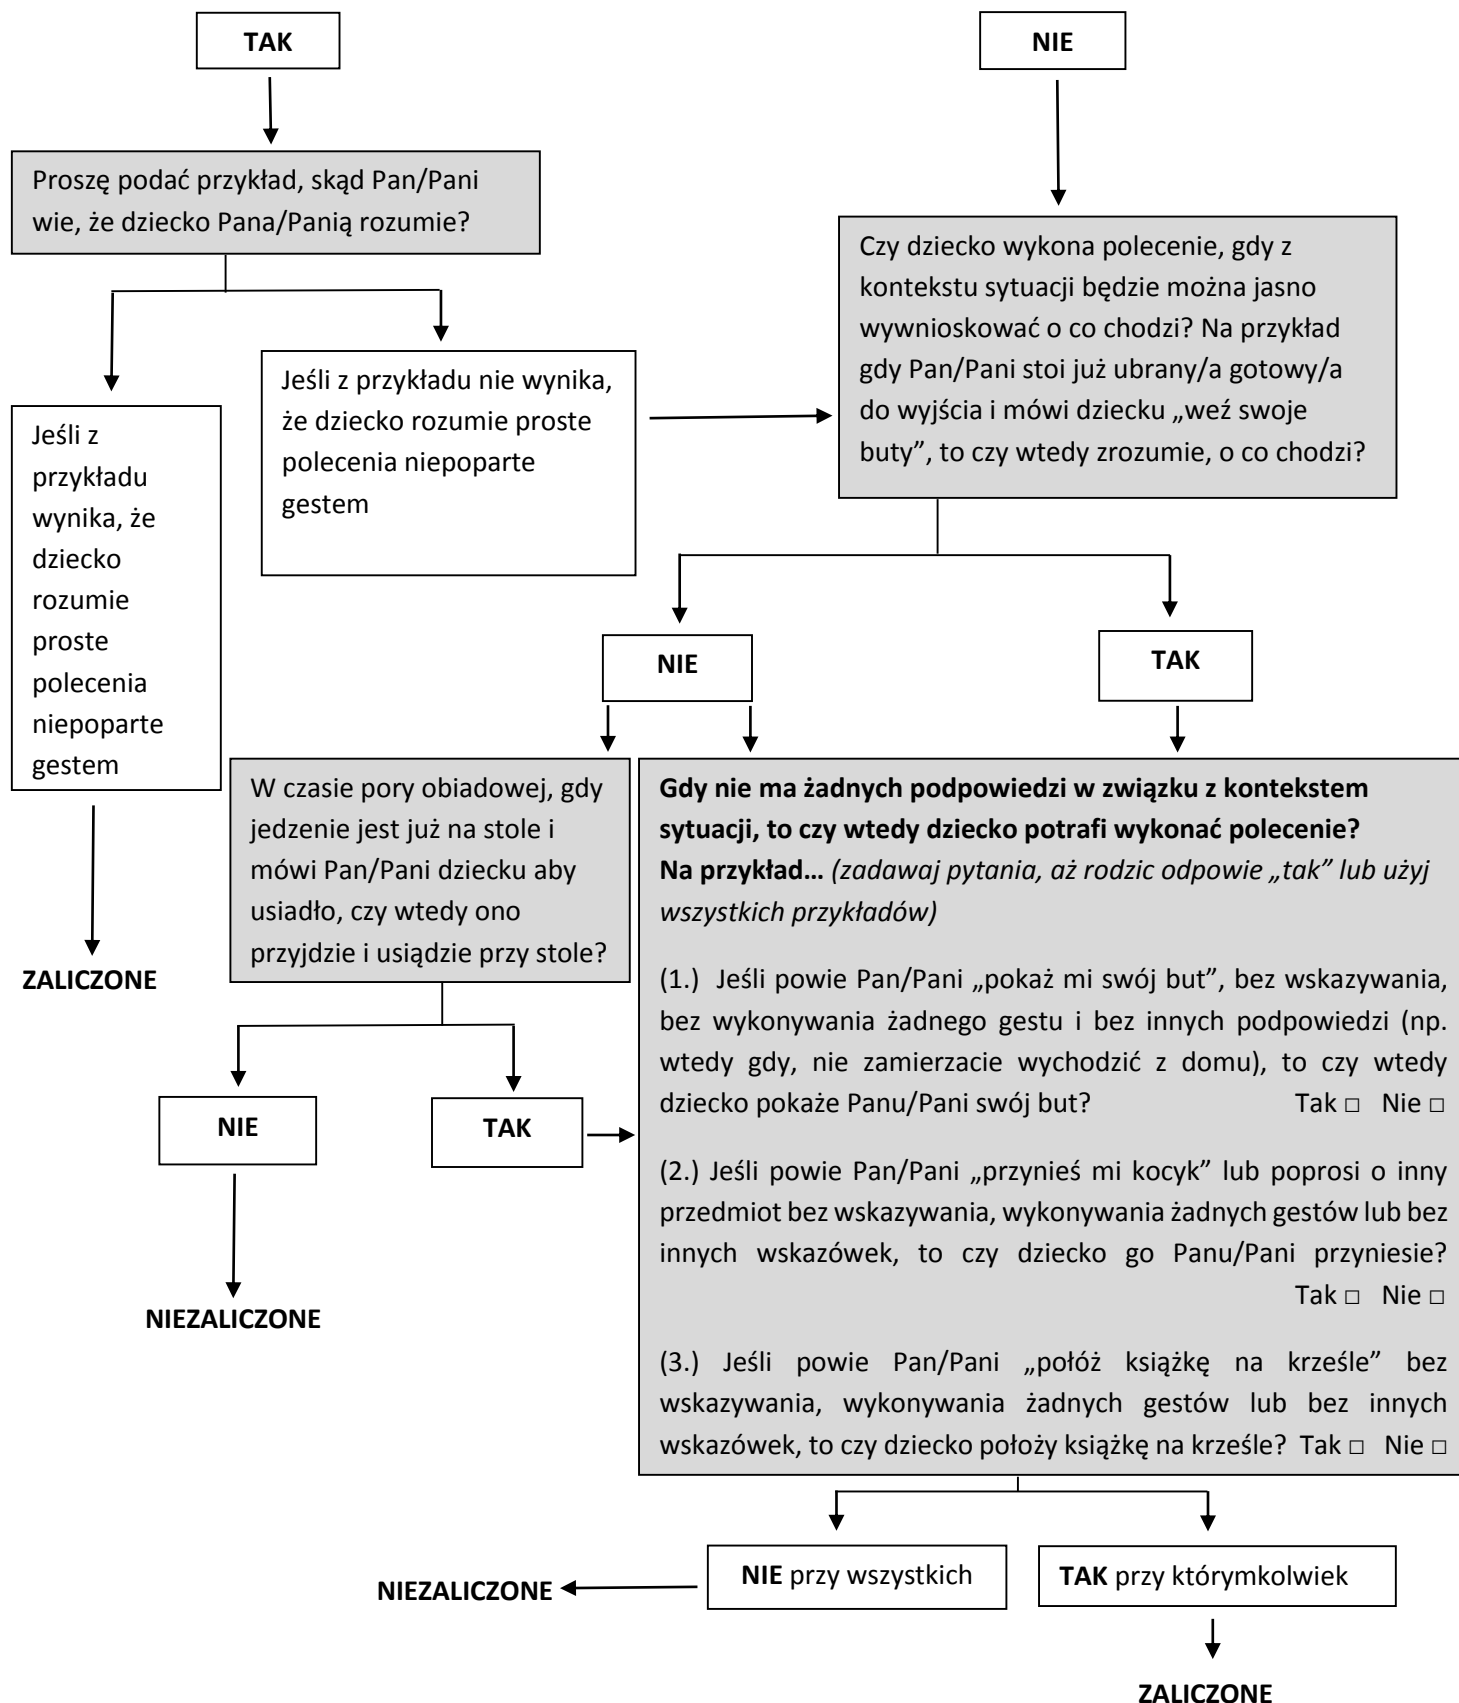 TAK
NIE
Proszę podać przykład, skąd Pan/Pani
wie, że dziecko Pana/Panią rozumie?
Czy dziecko wykona polecenie, gdy z
kontekstu sytuacji będzie można jasno
wywnioskować o co chodzi? Na przykład
gdy Pan/Pani stoi już ubrany/a gotowy/a
do wyjścia i mówi dziecku „weź swoje
buty”, to czy wtedy zrozumie, o co chodzi?
Jeśli z przykładu nie wynika,
że dziecko rozumie proste
polecenia niepoparte
gestem
Jeśli z
przykładu
wynika, że
dziecko
rozumie
proste
polecenia
niepoparte
gestem
NIE
TAK
ZALICZONE
W czasie pory obiadowej, gdy
jedzenie jest już na stole i
mówi Pan/Pani dziecku aby
usiadło, czy wtedy ono
przyjdzie i usiądzie przy stole?
Gdy nie ma żadnych podpowiedzi w związku z kontekstem
sytuacji, to czy wtedy dziecko potrafi wykonać polecenie?
Na przykład… (zadawaj pytania, aż rodzic odpowie „tak” lub użyj
wszystkich przykładów)
(1.) Jeśli powie Pan/Pani „pokaż mi swój but”, bez wskazywania,
bez wykonywania żadnego gestu i bez innych podpowiedzi (np.
wtedy gdy, nie zamierzacie wychodzić z domu), to czy wtedy
dziecko pokaże Panu/Pani swój but? Tak □ Nie □
(2.) Jeśli powie Pan/Pani „przynieś mi kocyk” lub poprosi o inny
przedmiot bez wskazywania, wykonywania żadnych gestów lub bez
innych wskazówek, to czy dziecko go Panu/Pani przyniesie?
Tak □ Nie □
(3.) Jeśli powie Pan/Pani „połóż książkę na krześle” bez
wskazywania, wykonywania żadnych gestów lub bez innych
wskazówek, to czy dziecko położy książkę na krześle? Tak □ Nie □
NIE
TAK
NIEZALICZONE
NIE przy wszystkich
TAK przy którymkolwiek
NIEZALICZONE
ZALICZONE